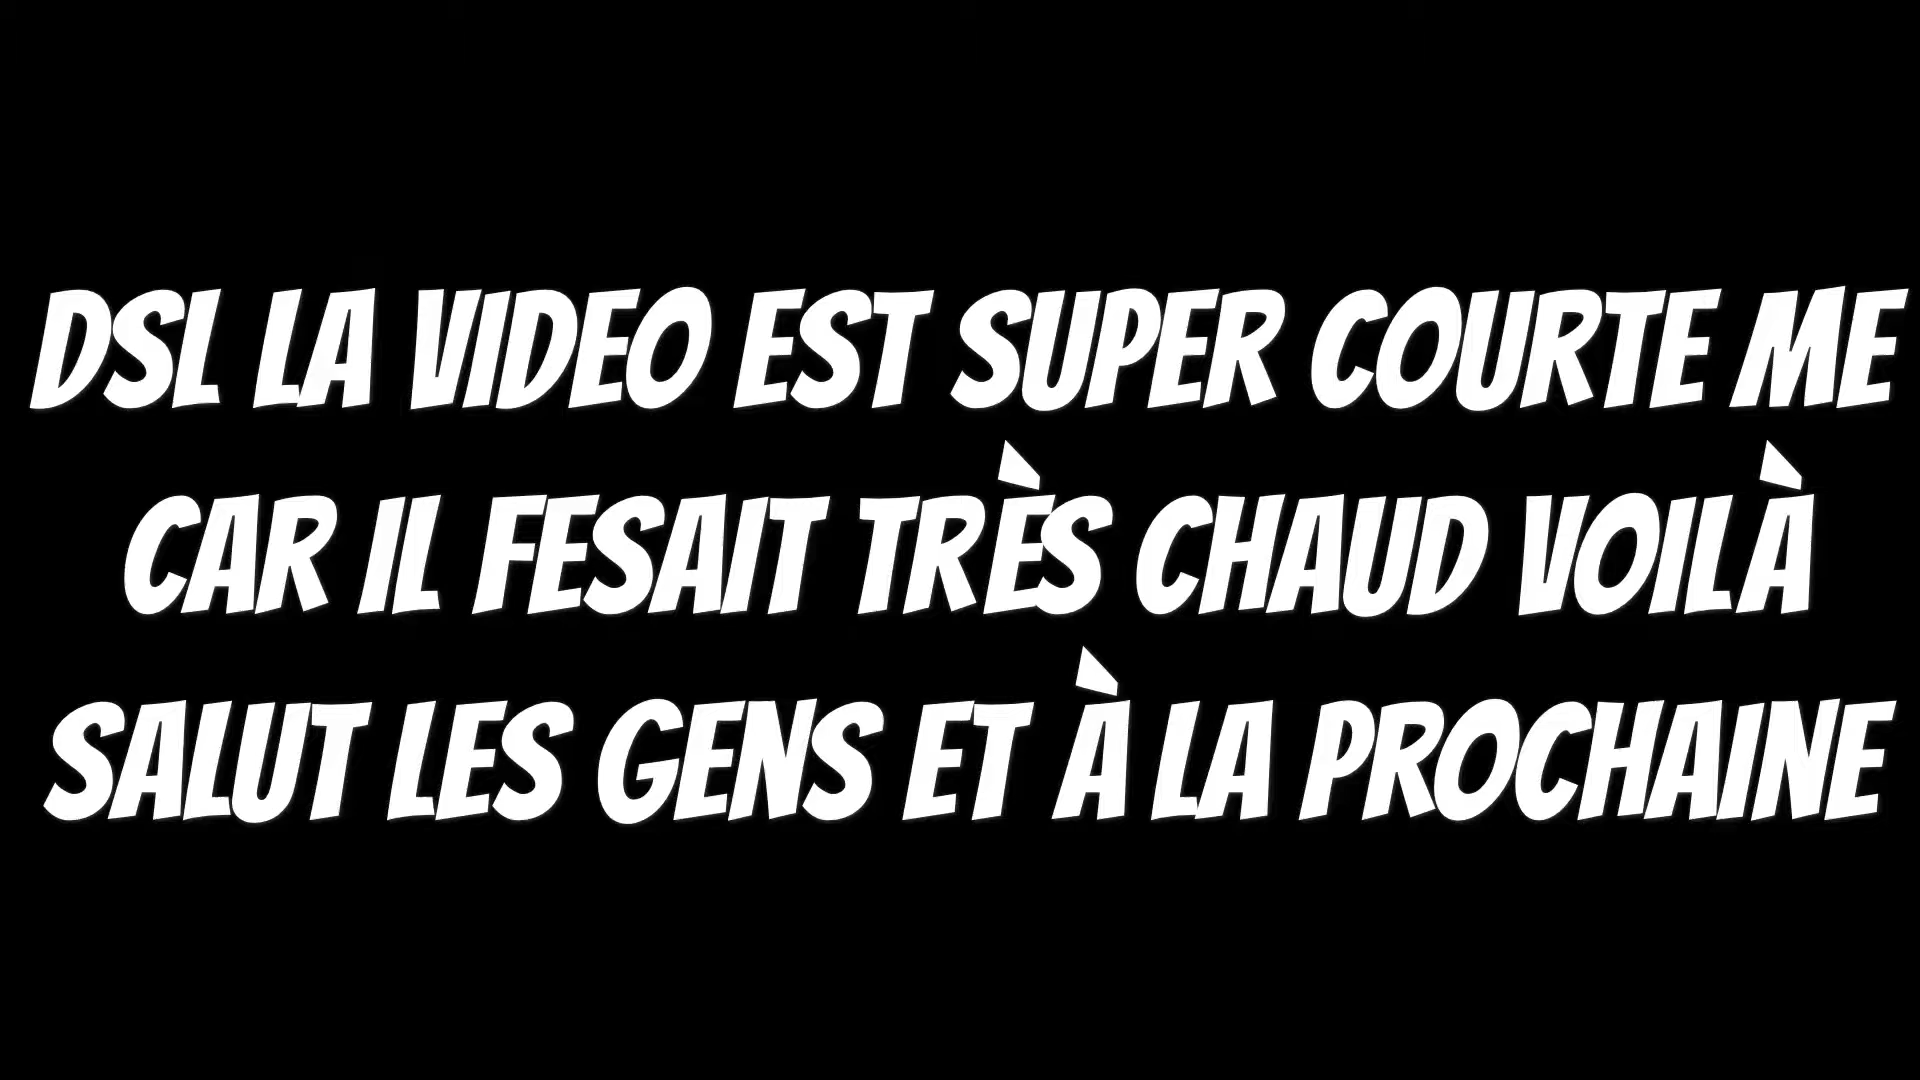 DSL LA VIDEO EST SUPER COURTE ME
CAR IL FESAIT TRÈS CHAUD VOILÀ
SALUT LES GENS ET À LA PROCHAINE